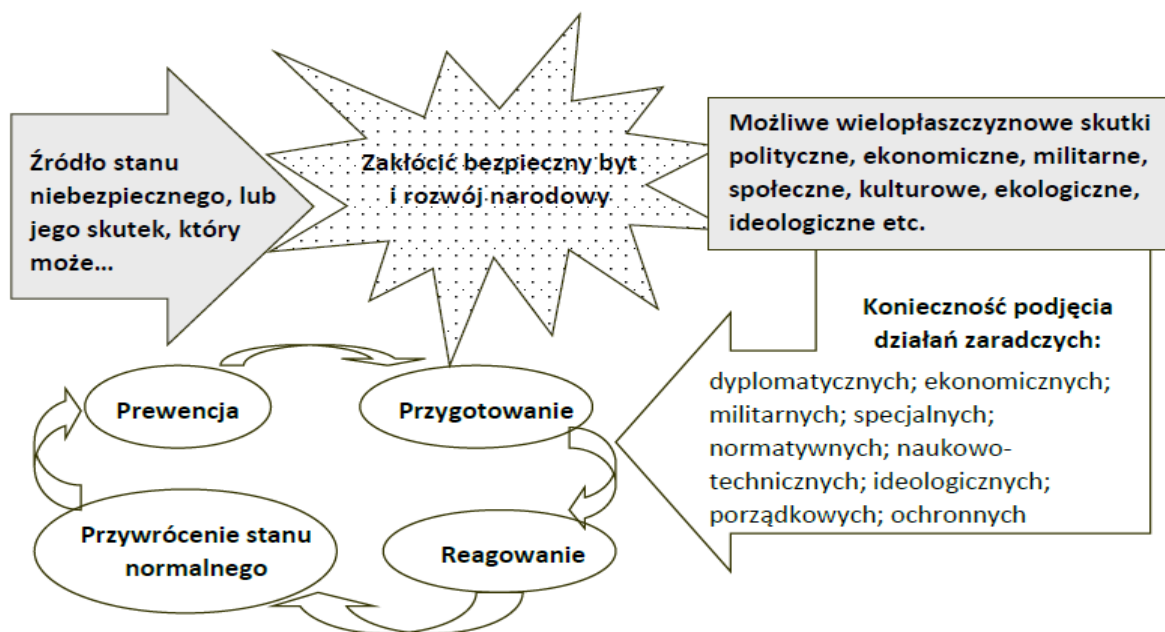 Źródło stanu
niebezpiecznego, lub
jego skutek, który
może...
Zakłócić bezpieczny byt
i rozwój narodowy
Możliwe wielopłaszczyznowe skutki
polityczne, ekonomiczne, militarne,
społeczne, kulturowe, ekologiczne,
ideologiczne etc.
Konieczność podjęcia
działań zaradczych:
dyplomatycznych; ekonomicznych;
militarnych; specjalnych;
normatywnych; naukowo-
technicznych; ideologicznych;
porządkowych; ochronnych
Prewencja
Przygotowanie
Przywrócenie stanu
normalnego
Reagowanie